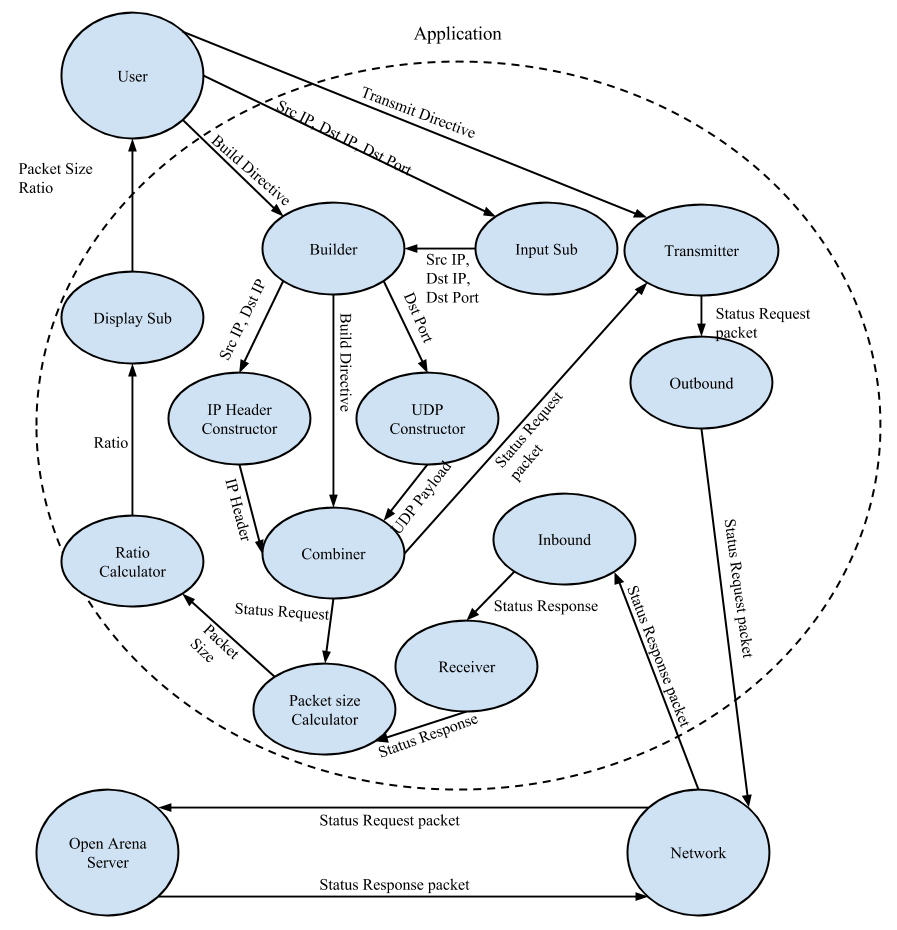 Application
User
Transmit Directive
Src IP, Dst IP, Dst Port
Build Directive
Packet Size
Ratio
Builder
Input Sub
Transmitter
Src IP,
Dst IP,
Dst Port
Display Sub
Src IP, Dst IP
Build Directive
Dst Port
Status Request
packet
Outbound
IP Header
Constructor
UDP
Constructor
Status Request
packet
Ratio
IP Header
UDP Payload
Ratio
Calculator
Combiner
Inbound
Status Request packet
Status Request
Status Response
Status Response packet
Packet
Size
Receiver
Packet size
Calculator
Status Response
Open Arena
Server
Status Request packet
Network
Status Response packet